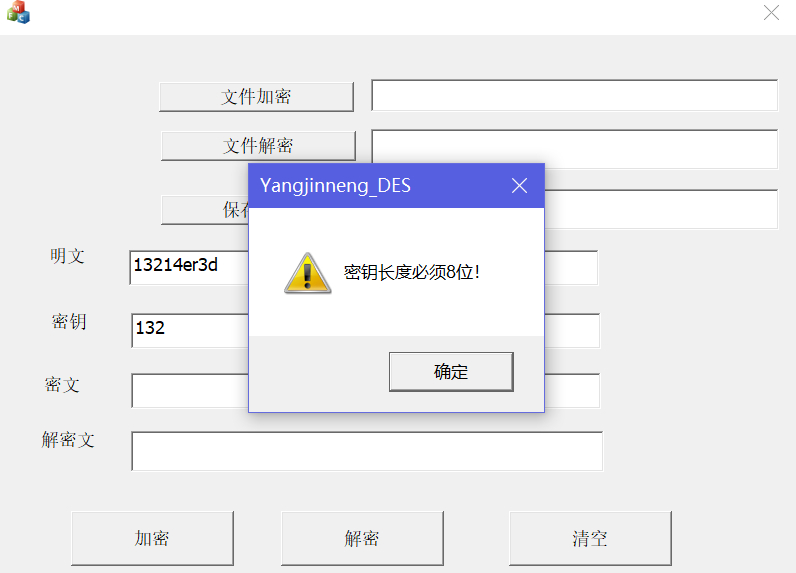 文件加密
文件解密
保存
Yangjinneng_DES
密钥长度必须8位！
确定
明文
13214er3d
密钥
132
密文
解密文
加密
解密
清空